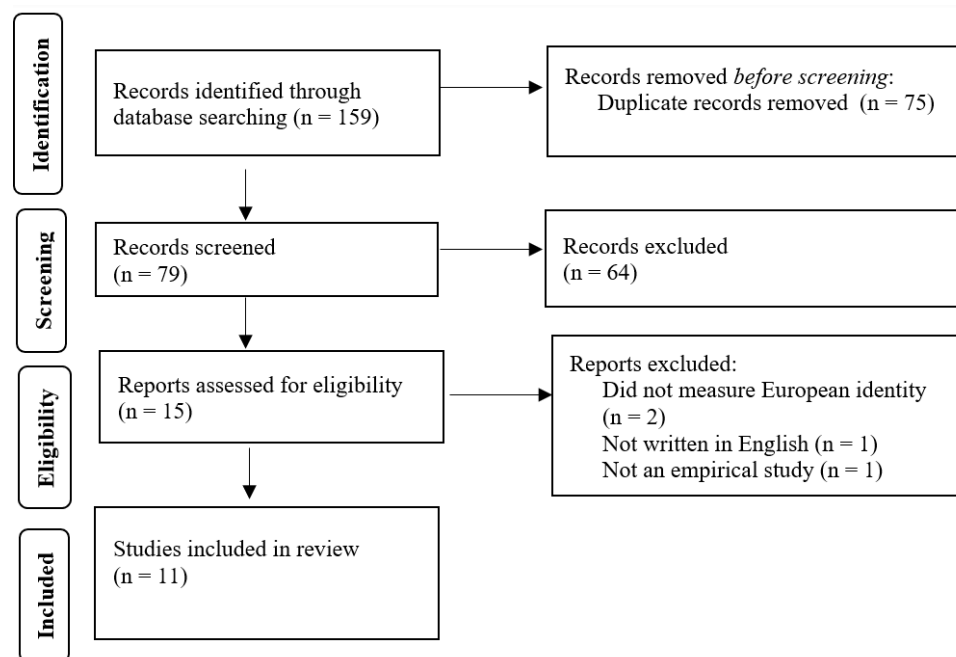 Identification
Records identified through
database searching (n = 159)
Records removed before screening:
Duplicate records removed (n = 75)
Screening
Records screened
(n = 79)
Records excluded
(n = 64)
Eligibility
Reports assessed for eligibility
(n = 15)
Reports excluded:
Did not measure European identity
(n = 2)
Not written in English (n = 1)
Not an empirical study (n = 1)
Included
Studies included in review
(n = 11)